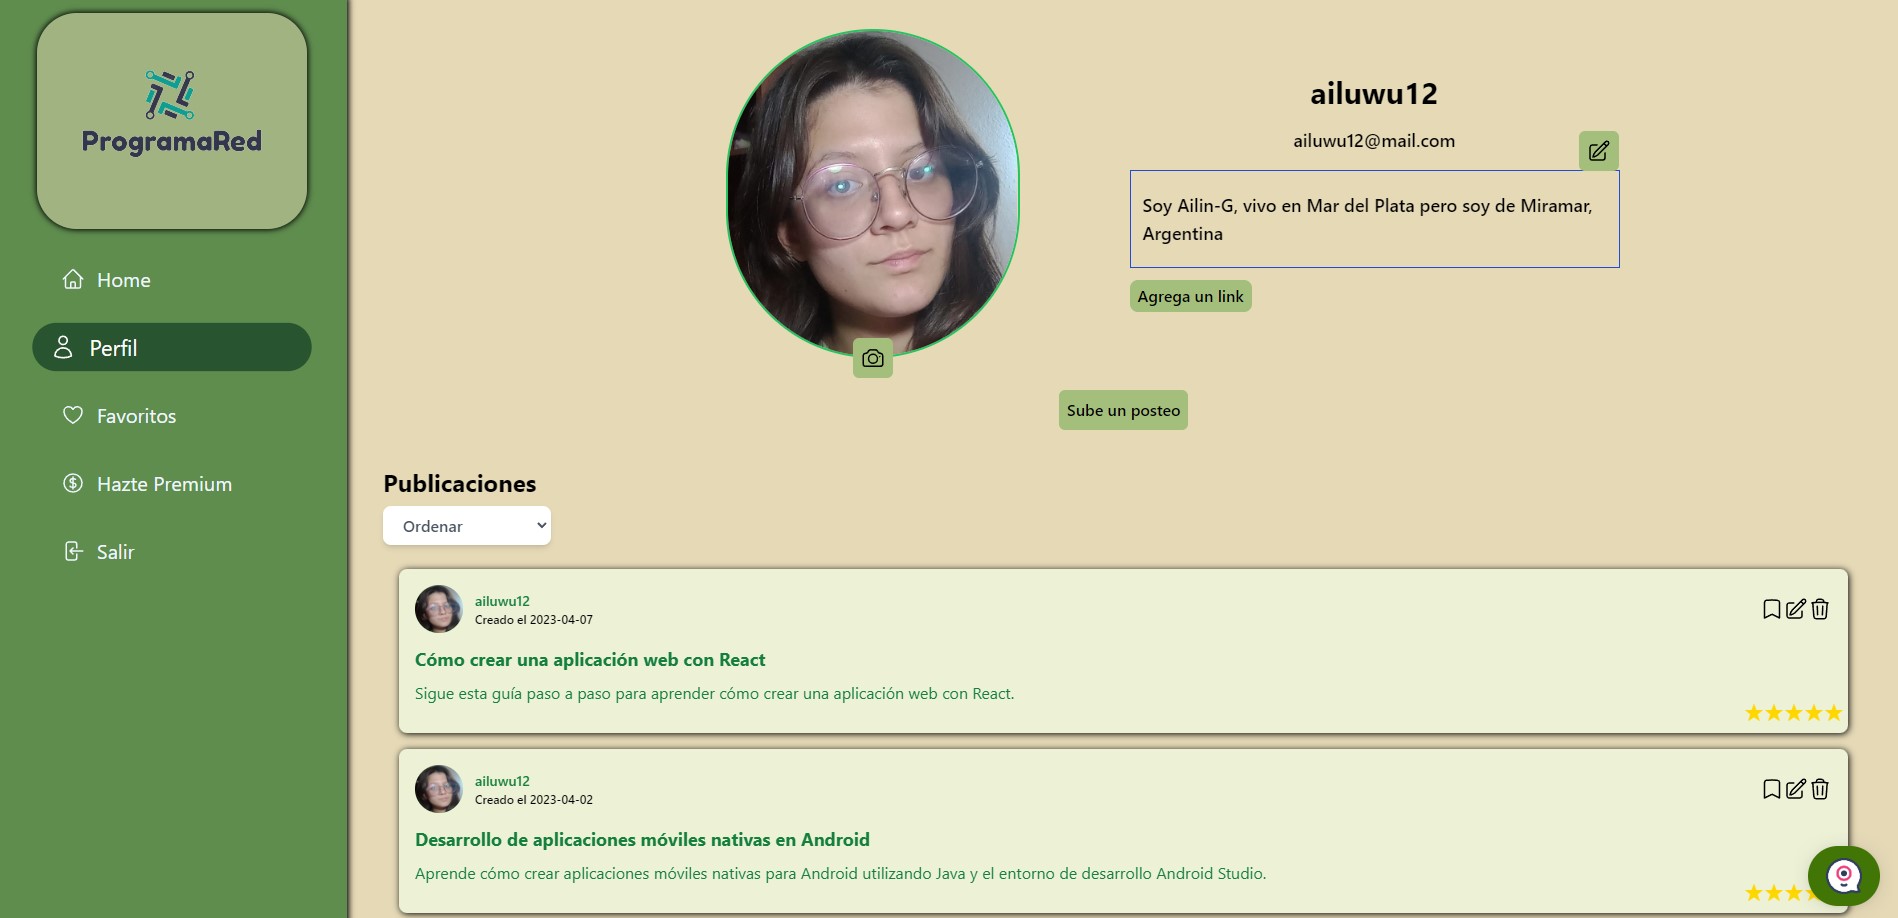 ProgramaRed
Home
Perfil
Favoritos
Hazte Premium
Salir
ailuwu12
ailuwu12@mail.com
Soy Ailin-G, vivo en Mar del Plata pero soy de Miramar,
Argentina
Agrega un link
Sube un posteo
Publicaciones
Ordenar
ailuwu12
Creado el 2023-04-07
Cómo crear una aplicación web con React
Sigue esta guía paso a paso para aprender cómo crear una aplicación web con React.
ailuwu12
Creado el 2023-04-02
Desarrollo de aplicaciones móviles nativas en Android
Aprende cómo crear aplicaciones móviles nativas para Android utilizando Java y el entorno de desarrollo Android Studio.